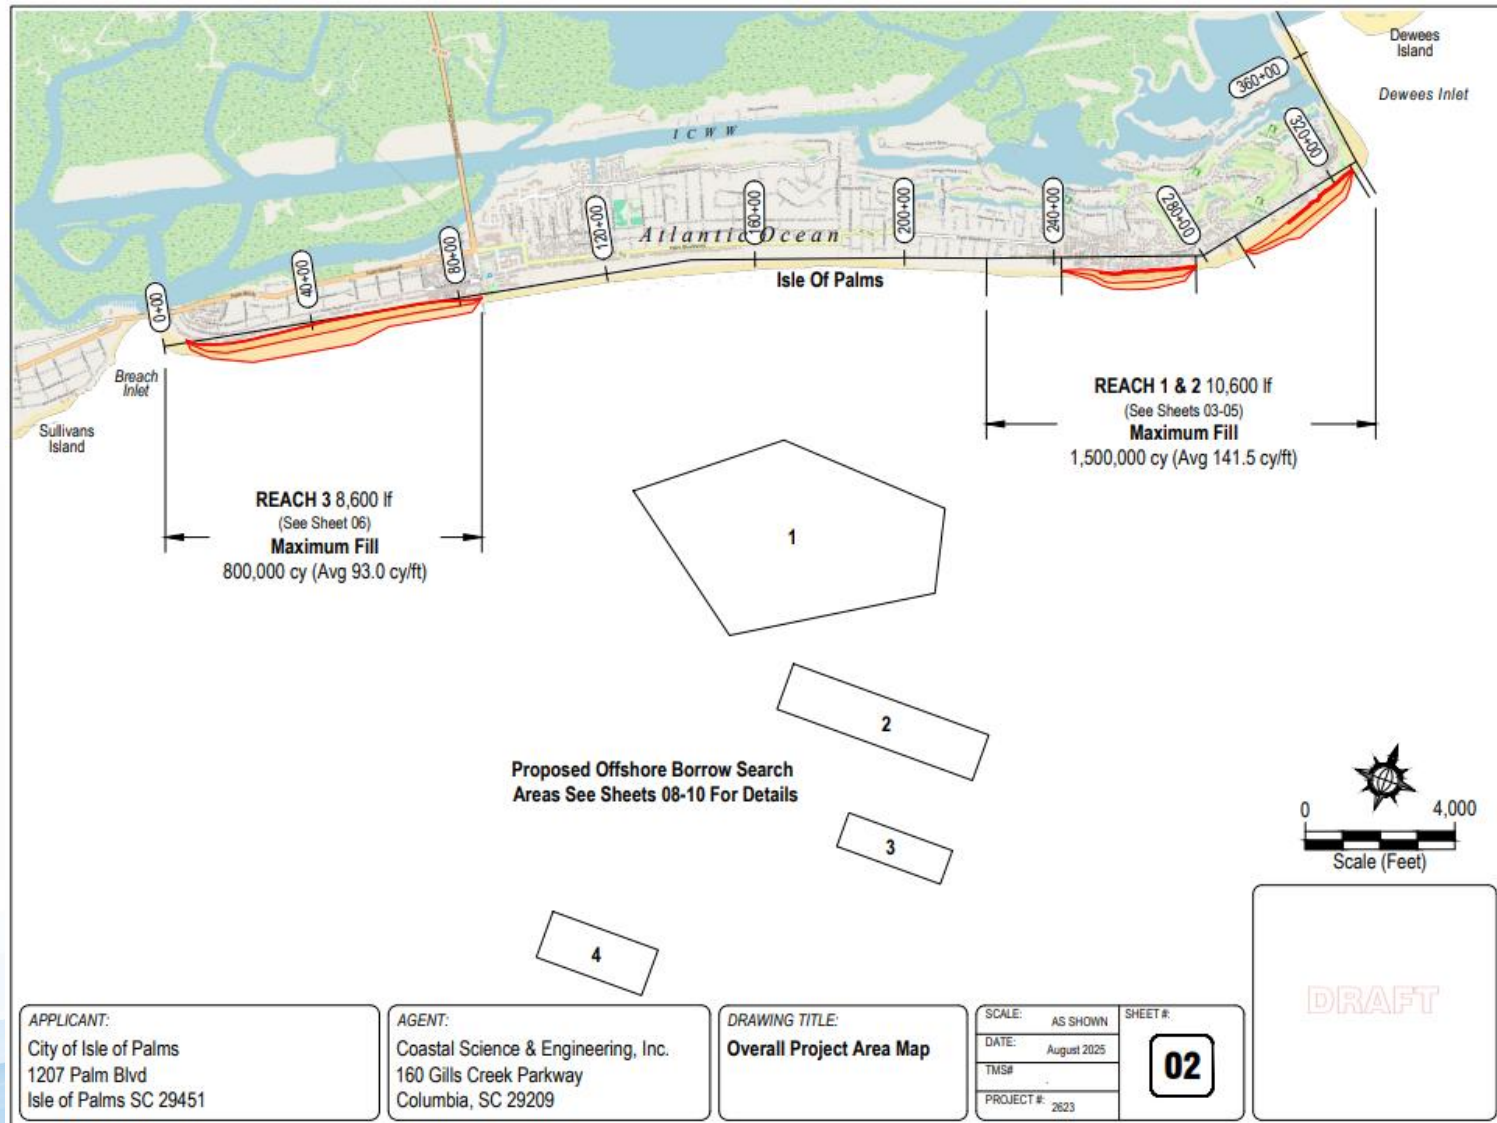 Dewees
Island
Dewees Inlet
360+00
320+00
I C W W
280+00
240+00
200+00
160+00
120+00
80+00
40+00
0+00
Atlantic Ocean
Isle Of Palms
Breach
Inlet
Sullivans
Island
REACH 1 & 2 10,600 lf
(See Sheets 03-05)
Maximum Fill
1,500,000 cy (Avg 141.5 cy/ft)
REACH 3 8,600 lf
(See Sheet 06)
Maximum Fill
800,000 cy (Avg 93.0 cy/ft)
1
2
3
4
Proposed Offshore Borrow Search
Areas See Sheets 08-10 For Details
0 4,000
Scale (Feet)
APPLICANT:
City of Isle of Palms
1207 Palm Blvd
Isle of Palms SC 29451
AGENT:
Coastal Science & Engineering, Inc.
160 Gills Creek Parkway
Columbia, SC 29209
DRAWING TITLE:
Overall Project Area Map
SCALE: AS SHOWN
DATE: August 2025
TMS# .
PROJECT #: 2623
SHEET #:
02
DRAFT